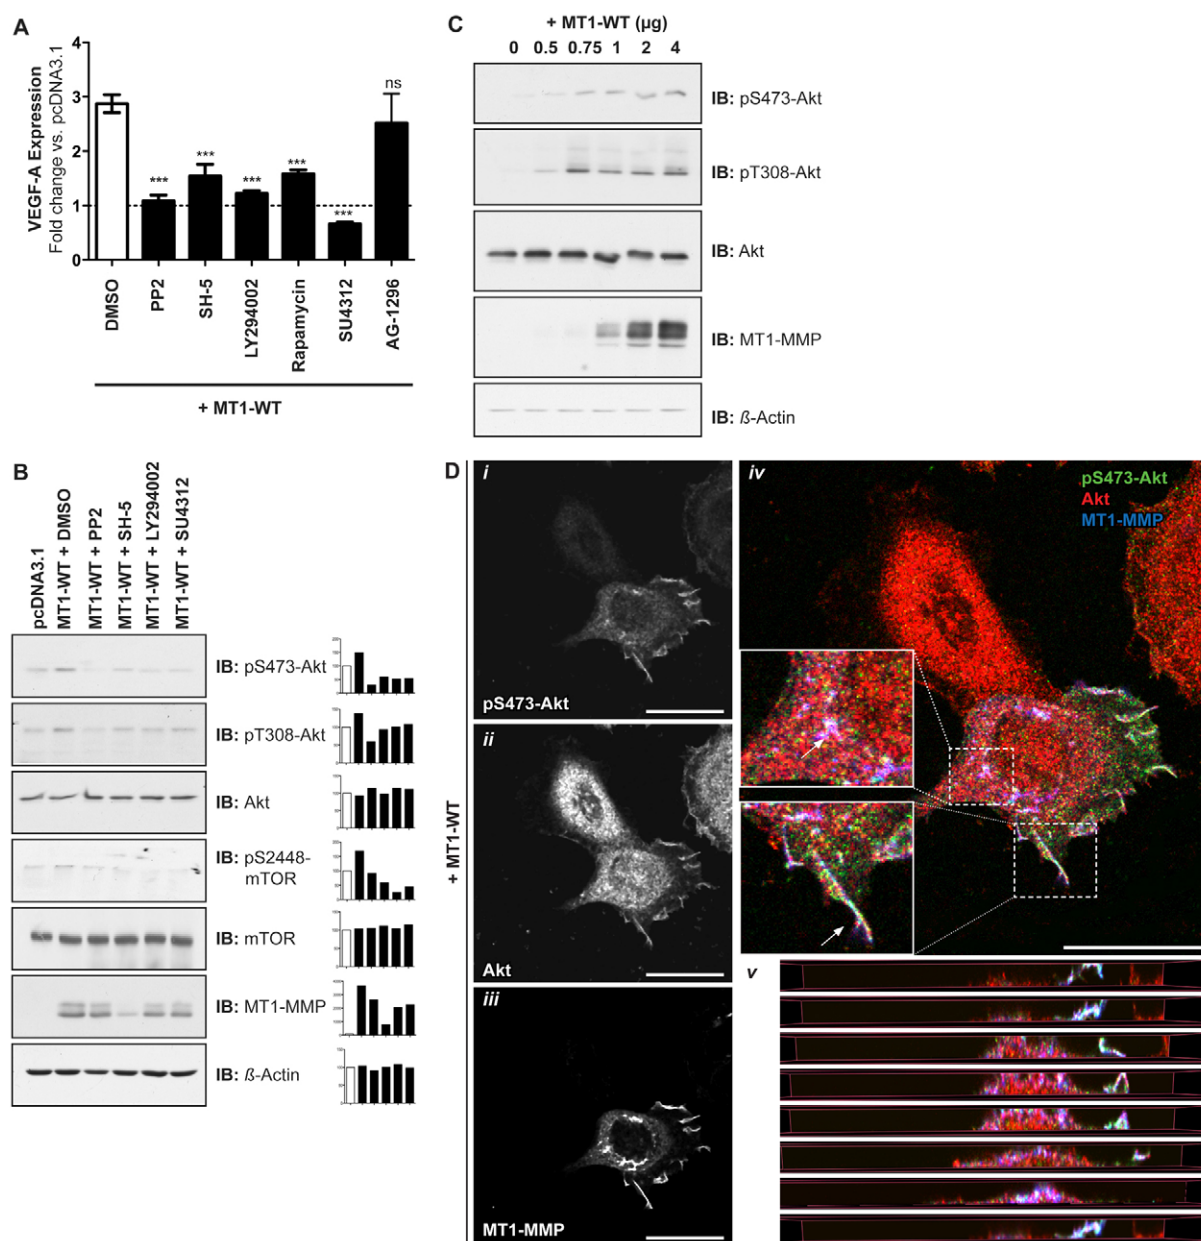 A
VEGF-A Expression
Fold change vs. pcDNA3.1
4
3
2
1
0
***
***
***
***
***
ns
DMSO
PP2
SH-5
LY294002
Rapamycin
SU4312
AG-1296
+ MT1-WT
C
+ MT1-WT (µg)
0 0.5 0.75 1 2 4
IB: pS473-Akt
IB: pT308-Akt
IB: Akt
IB: MT1-MMP
IB: ß-Actin
B
pcDNA3.1
MT1-WT + DMSO
MT1-WT + PP2
MT1-WT + SH-5
MT1-WT + LY294002
MT1-WT + SU4312
IB: pS473-Akt
IB: pT308-Akt
IB: Akt
IB: pS2448-
mTOR
IB: mTOR
IB: MT1-MMP
IB: ß-Actin
D
+ MT1-WT
i
pS473-Akt
ii
Akt
iii
MT1-MMP
iv
pS473-Akt
Akt
MT1-MMP
v